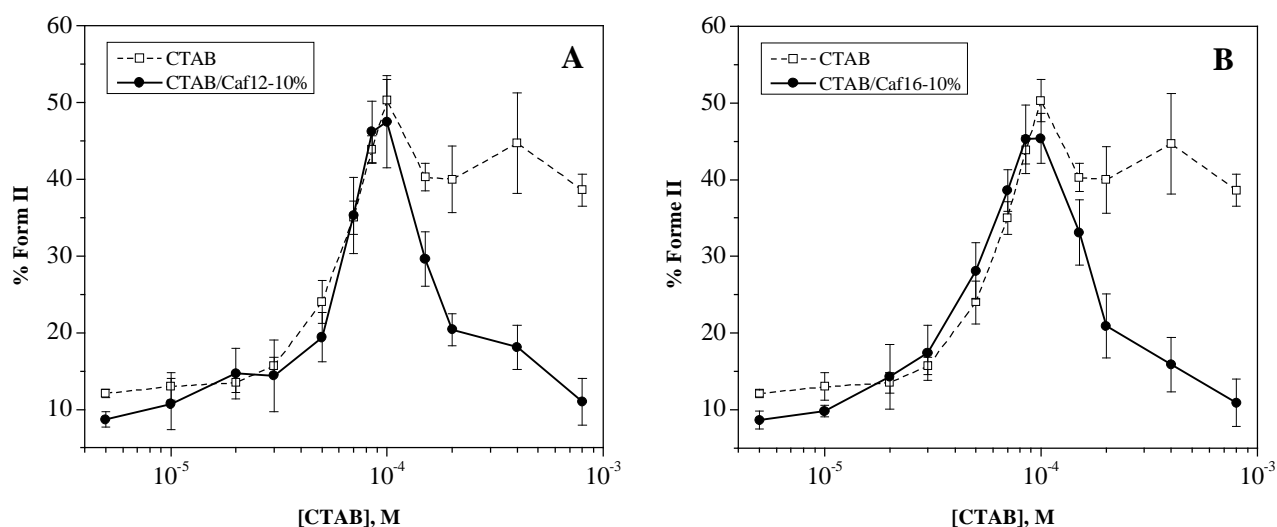 60
50
40
30
20
10
% Form II
CTAB
CTAB/Caf12-10%
A
10⁻⁵
10⁻⁴
10⁻³
[CTAB], M
60
50
40
30
20
10
% Forme II
CTAB
CTAB/Caf16-10%
B
10⁻⁵
10⁻⁴
10⁻³
[CTAB], M